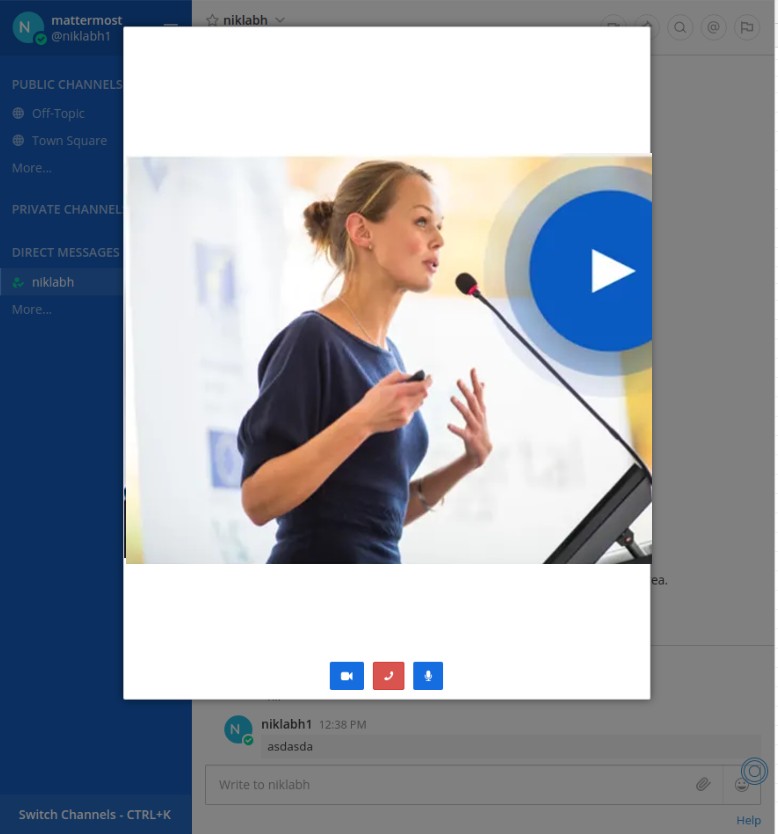 mattermost
@niklabh1
niklabh
PUBLIC CHANNELS
Off-Topic
Town Square
More...
PRIVATE CHANNEL
DIRECT MESSAGES
niklabh
More...
ea.
niklabh1 12:38 PM
asdasda
Write to niklabh
Help
Switch Channels - CTRL+K